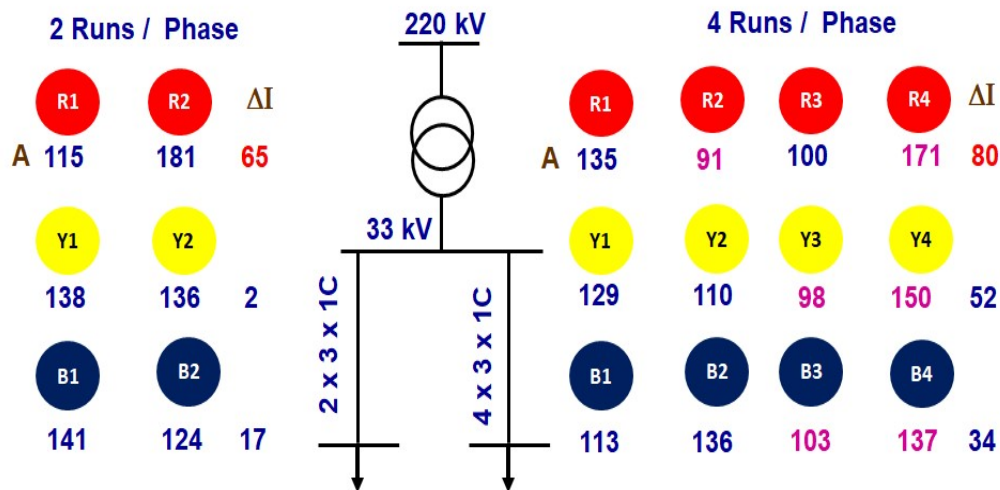 2 Runs / Phase
R1 R2 ΔI
A 115 181 65
Y1 Y2
138 136 2
B1 B2
141 124 17
220 kV
33 kV
2 x 3 x 1C
4 x 3 x 1C
4 Runs / Phase
R1 R2 R3 R4 ΔI
A 135 91 100 171 80
Y1 Y2 Y3 Y4
129 110 98 150 52
B1 B2 B3 B4
113 136 103 137 34